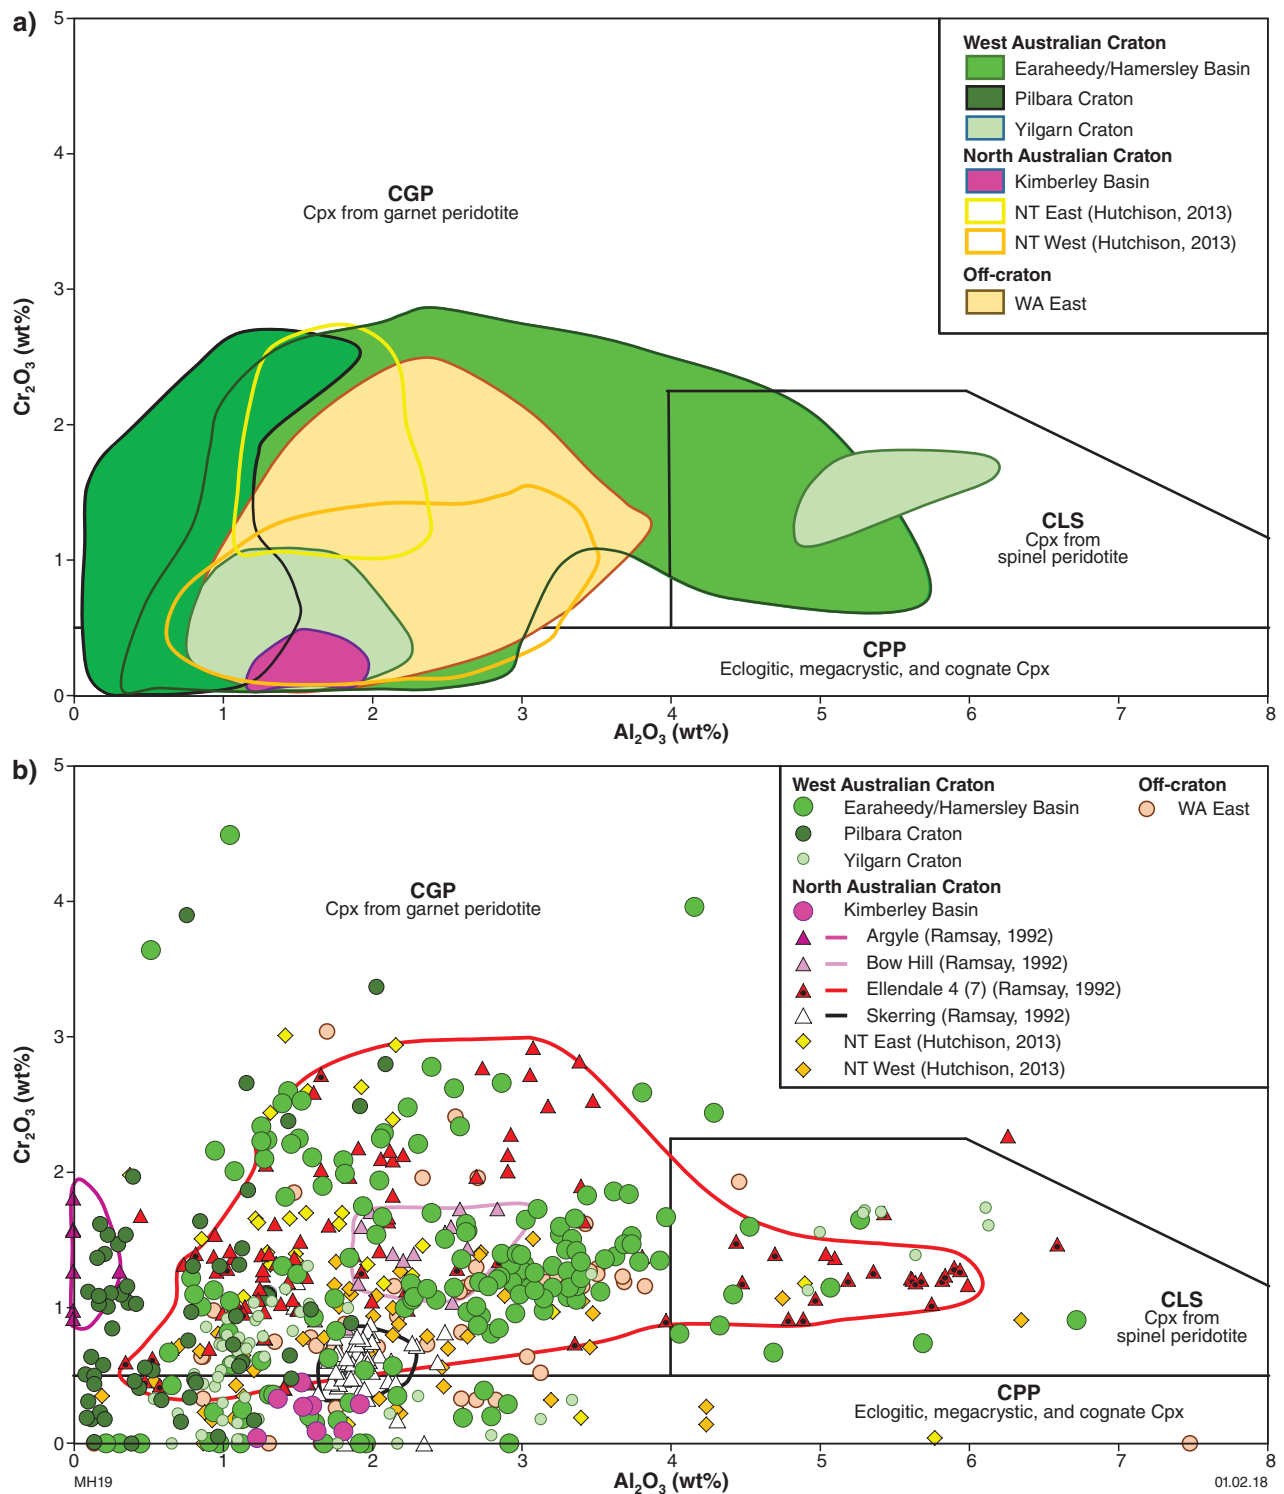 a)
5
4
3
2
1
0
Cr2O3 (wt%)
CGP
Cpx from garnet peridotite
West Australian Craton
Earaheedy/Hamersley Basin
Pilbara Craton
Yilgarn Craton
North Australian Craton
Kimberley Basin
NT East (Hutchison, 2013)
NT West (Hutchison, 2013)
Off-craton
WA East
CLS
Cpx from
spinel peridotite
CPP
Eclogitic, megacrystic, and cognate Cpx
0 1 2 3 4 5 6 7 8
Al2O3 (wt%)
b)
5
4
3
2
1
0
Cr2O3 (wt%)
CGP
Cpx from garnet peridotite
West Australian Craton
Earaheedy/Hamersley Basin
Pilbara Craton
Yilgarn Craton
North Australian Craton
Kimberley Basin
Argyle (Ramsay, 1992)
Bow Hill (Ramsay, 1992)
Ellendale 4 (7) (Ramsay, 1992)
Skerring (Ramsay, 1992)
NT East (Hutchison, 2013)
NT West (Hutchison, 2013)
Off-craton
WA East
CLS
Cpx from
spinel peridotite
CPP
Eclogitic, megacrystic, and cognate Cpx
0 1 2 3 4 5 6 7 8
Al2O3 (wt%)
MH19
01.02.18